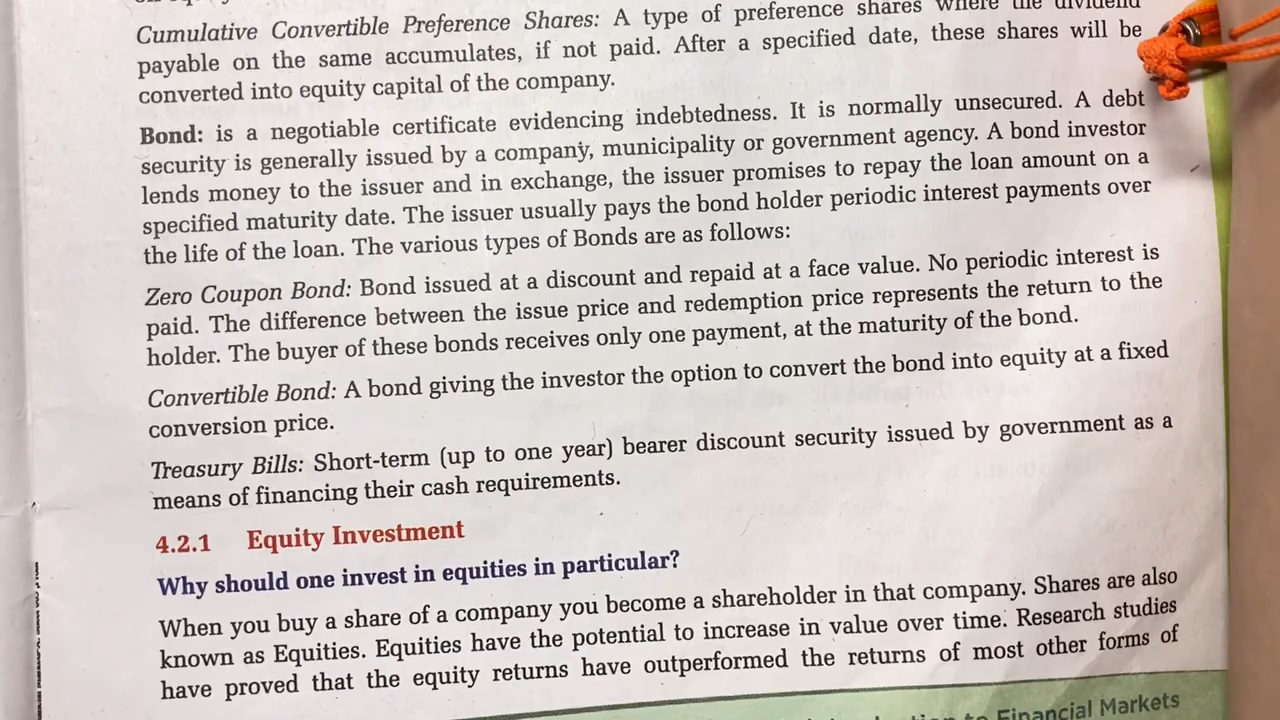 Cumulative Convertible Preference Shares: A type of preference shares where the dividend
payable on the same accumulates, if not paid. After a specified date, these shares will be
converted into equity capital of the company.
Bond: is a negotiable certificate evidencing indebtedness. It is normally unsecured. A debt
security is generally issued by a company, municipality or government agency. A bond investor
lends money to the issuer and in exchange, the issuer promises to repay the loan amount on a
specified maturity date. The issuer usually pays the bond holder periodic interest payments over
the life of the loan. The various types of Bonds are as follows:
Zero Coupon Bond: Bond issued at a discount and repaid at a face value. No periodic interest is
paid. The difference between the issue price and redemption price represents the return to the
holder. The buyer of these bonds receives only one payment, at the maturity of the bond.
Convertible Bond: A bond giving the investor the option to convert the bond into equity at a fixed
conversion price.
Treasury Bills: Short-term (up to one year) bearer discount security issued by government as a
means of financing their cash requirements.
4.2.1 Equity Investment
Why should one invest in equities in particular?
When you buy a share of a company you become a shareholder in that company. Shares are also
known as Equities. Equities have the potential to increase in value over time. Research studies
have proved that the equity returns have outperformed the returns of most other forms of
to Financial Markets